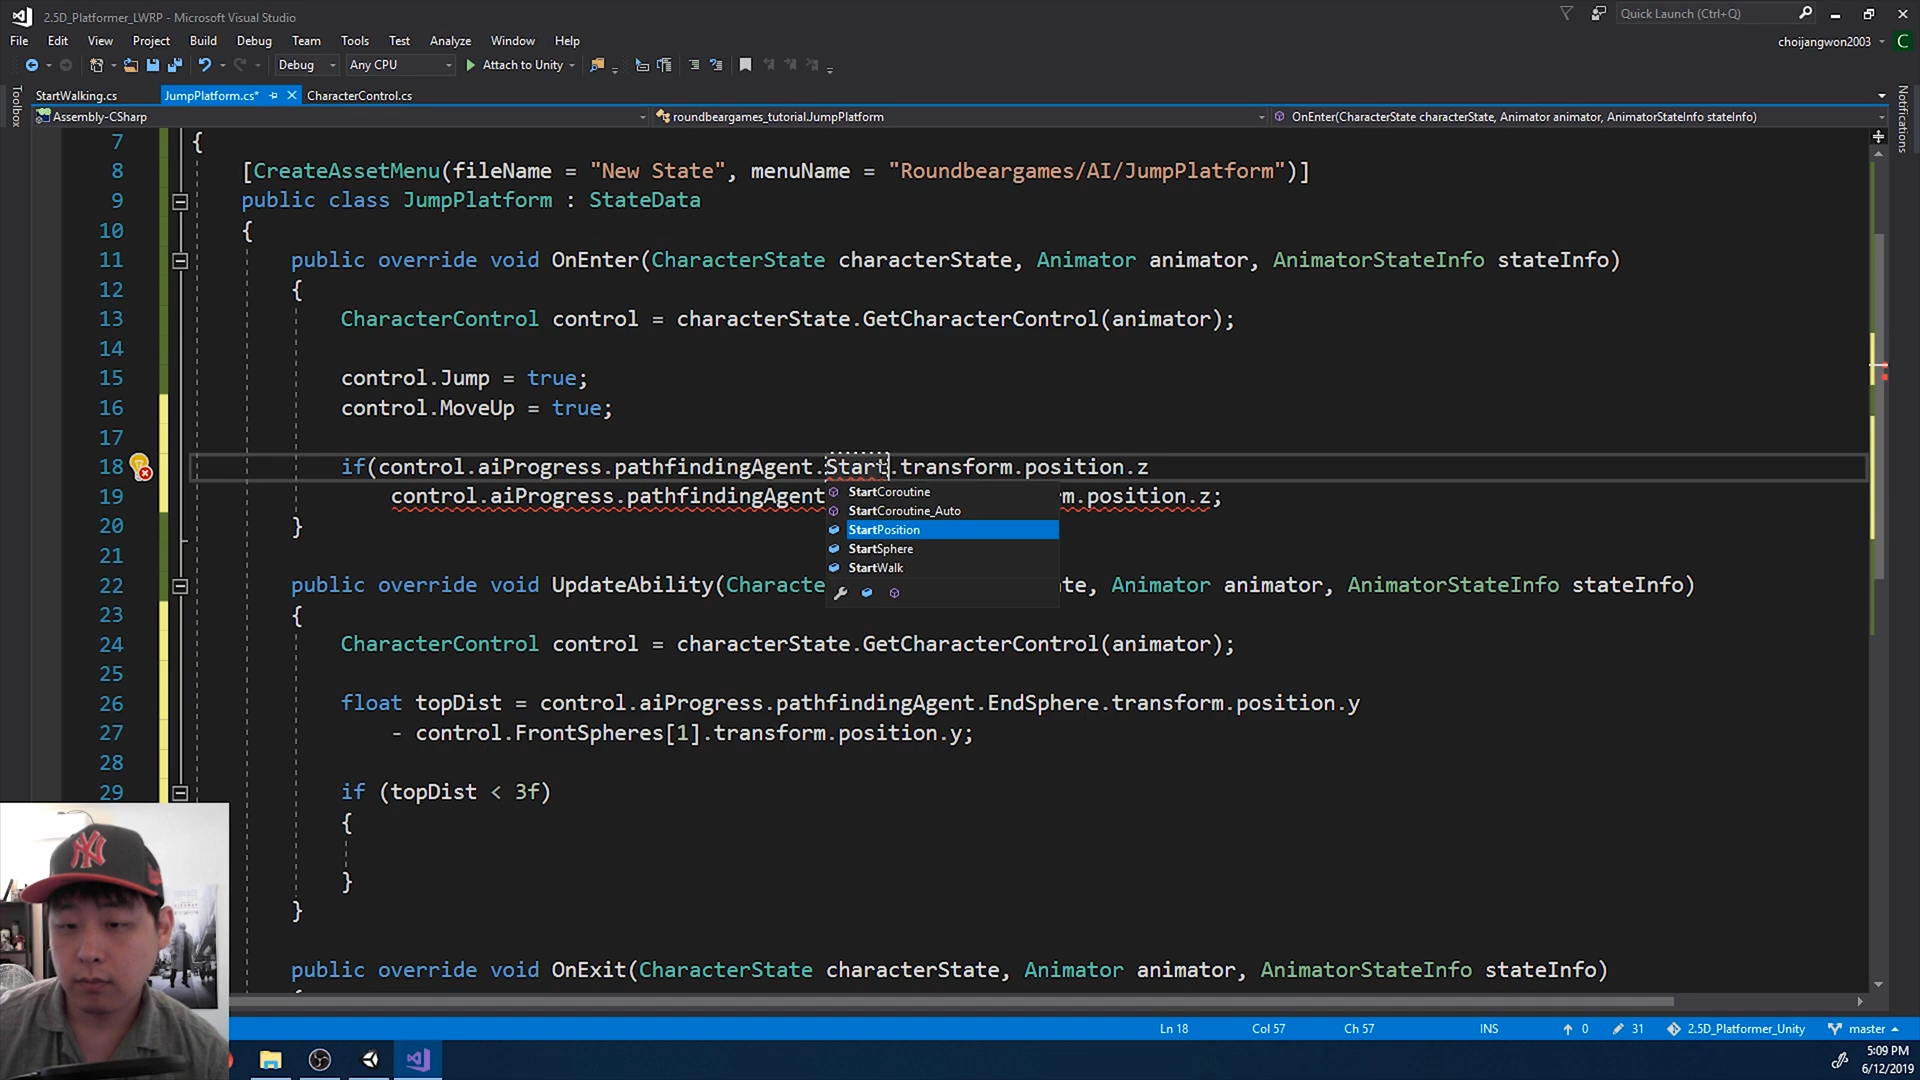 2.5D_Platformer_LWRP - Microsoft Visual Studio
Quick Launch (Ctrl+Q)
File Edit View Project Build Debug Team Tools Test Analyze Window Help
choijangwon2003 C
Debug Any CPU Attach to Unity
StartWalking.cs JumpPlatform.cs* CharacterControl.cs
Toolbox
Notifications
Assembly-CSharp roundbeargames_tutorial.JumpPlatform OnEnter(CharacterState characterState, Animator animator, AnimatorStateInfo stateInfo)
7 {
8 [CreateAssetMenu(fileName = "New State", menuName = "Roundbeargames/AI/JumpPlatform")]
9 public class JumpPlatform : StateData
10 {
11 public override void OnEnter(CharacterState characterState, Animator animator, AnimatorStateInfo stateInfo)
12 {
13 CharacterControl control = characterState.GetCharacterControl(animator);
14
15 control.Jump = true;
16 control.MoveUp = true;
17
18 if(control.aiProgress.pathfindingAgent.Start.transform.position.z
19 control.aiProgress.pathfindingAgent m.position.z;
StartCoroutine
StartCoroutine_Auto
StartPosition
StartSphere
StartWalk
20 }
21
22 public override void UpdateAbility(Characte te, Animator animator, AnimatorStateInfo stateInfo)
23 {
24 CharacterControl control = characterState.GetCharacterControl(animator);
25
26 float topDist = control.aiProgress.pathfindingAgent.EndSphere.transform.position.y
27 - control.FrontSpheres[1].transform.position.y;
28
29 if (topDist < 3f)
{
}
}
public override void OnExit(CharacterState characterState, Animator animator, AnimatorStateInfo stateInfo)
Ln 18 Col 57 Ch 57 INS 0 31 2.5D_Platformer_Unity master
5:09 PM
6/12/2019